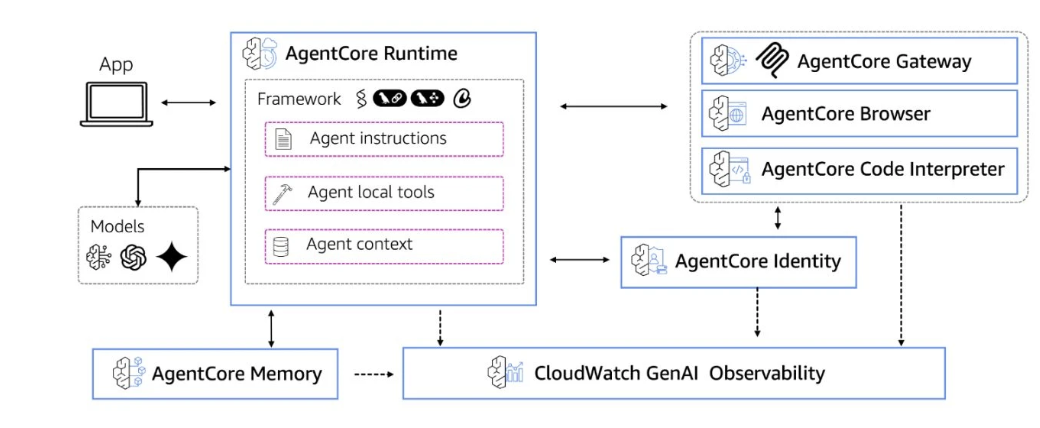 App
AgentCore Runtime
Framework
Agent instructions
Agent local tools
Agent context
Models
AgentCore Gateway
AgentCore Browser
AgentCore Code Interpreter
AgentCore Identity
AgentCore Memory
CloudWatch GenAI Observability